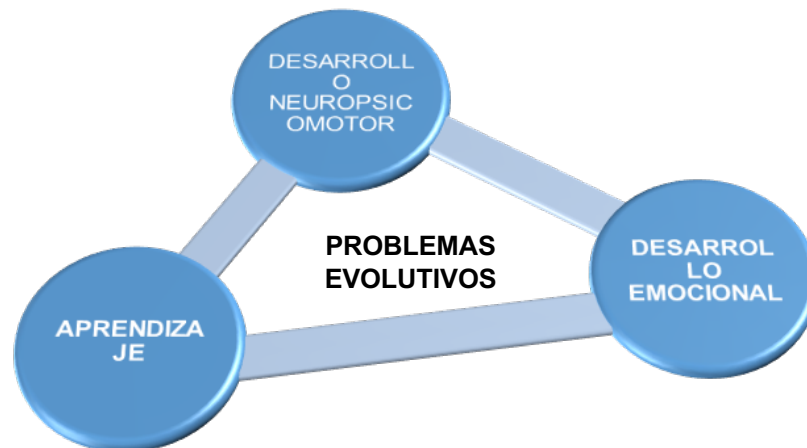 DESARROLL
O
NEUROPSIC
OMOTOR
PROBLEMAS
EVOLUTIVOS
DESARROL
LO
EMOCIONAL
APRENDIZA
JE